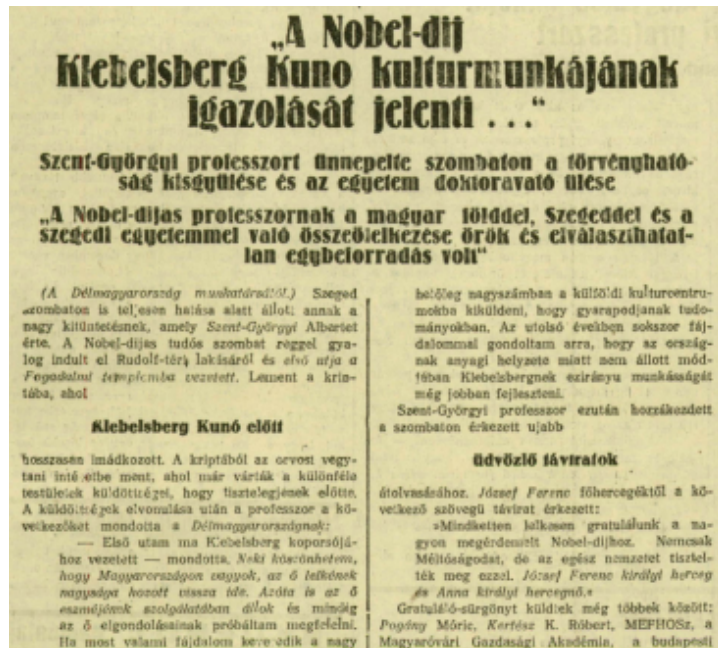 „A Nobel-dij
Klebelsberg Kuno kulturmunkájának
igazolását jelenti . . .“
Szent-Györgyi professzort ünnepelte szombaton a törvényható-
ság kisgyülése és az egyetem doktoravató ülése
„A Nobel-dijas professzornak a magyar földdel, Szegeddel és a
szegedi egyetemmel való összeölelkezése örök és elválaszthatat-
lan egybeforradás volt“
(A Délmagyarország munkatársától.) Szeged
szombaton is teljesen hatása alatt állott annak a
nagy kitüntetésnek, amely Szent-Györgyi Albertet
érte. A Nobel-dijas tudós szombat reggel gya-
log indult el Rudolf-téri lakásáról és első utja a
Fogadalmi templomba vezetett. Lement a krip-
tába, ahol
Klebelsberg Kunó előtt
hosszasan imádkozott. A kriptából az orvosi vegy-
tani intézetbe ment, ahol már várták a különféle
testületek küldöttségei, hogy tisztelegjenek előtte.
A küldöttségek elvonulása után a professzor a kö-
vetkezőket mondotta a Délmagyarországnak:
— Első utam ma Klebelsberg koporsójá-
hoz vezetett — mondotta. Neki köszönhetem,
hogy Magyarországon vagyok, az ő lelkének
nagysága hozott vissza ide. Azóta is az ő
eszméjének szolgálatában állok és mindig
az ő elgondolásainak próbáltam megfelelni.
Ha most valami fájdalom keveredik a nagy
hetőleg nagyszámban a külföldi kulturcentru-
mokba kiküldeni, hogy gyarapodjanak tudo-
mányokban. Az utolsó években sokszor fáj-
dalommal gondoltam arra, hogy az ország-
nak anyagi helyzete miatt nem állott mód-
jában Klebelsbergnek ezirányu munkásságát
még jobban fejleszteni.
Szent-Györgyi professzor ezután hozzákezdett
a szombaton érkezett ujabb
üdvözlő táviratok
átolvasásához. József Ferenc főhercegéktől a kö-
vetkező szövegü távirat érkezett:
»Mindketten lelkesen gratulálunk a na-
gyon megérdemelt Nobel-dijhoz. Nemcsak
Méltóságodat, de az egész nemzetet tisztel-
ték meg ezzel. József Ferenc királyi herceg
és Anna királyi hercegnő.«
Gratuláló-sürgönyt küldtek még többek között:
Pogány Móric, Kertész K. Róbert, MEFHOSz, a
Magyaróvári Gazdasági Akadémia, a budapesti